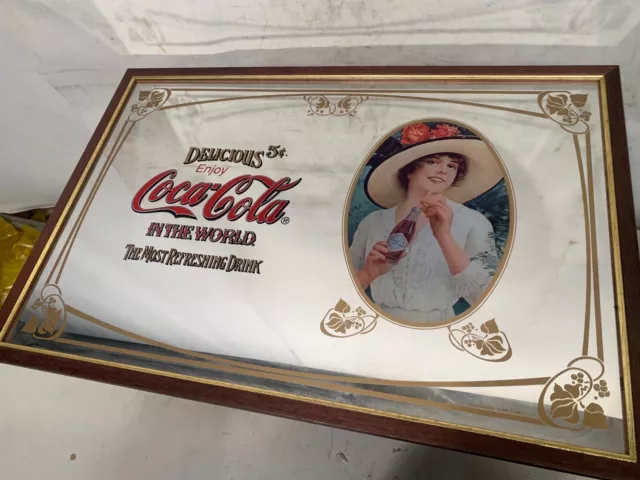 DELICIOUS 5¢
Enjoy
Coca-Cola®
IN THE WORLD.
THE MOST REFRESHING DRINK